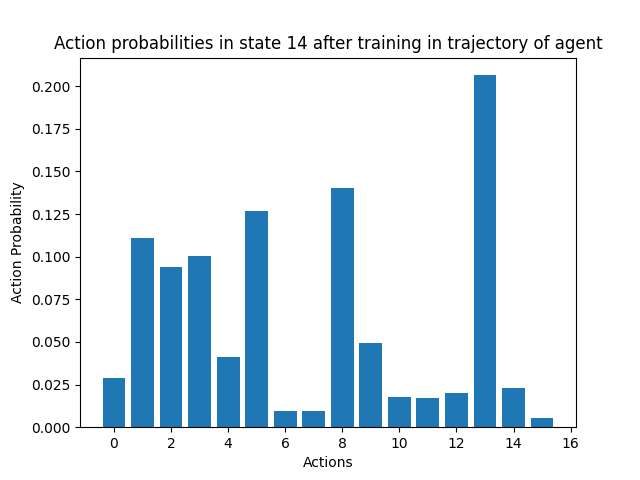 Action probabilities in state 14 after training in trajectory of agent
0.200
0.175
0.150
0.125
0.100
0.075
0.050
0.025
0.000
Action Probability
0 2 4 6 8 10 12 14 16
Actions